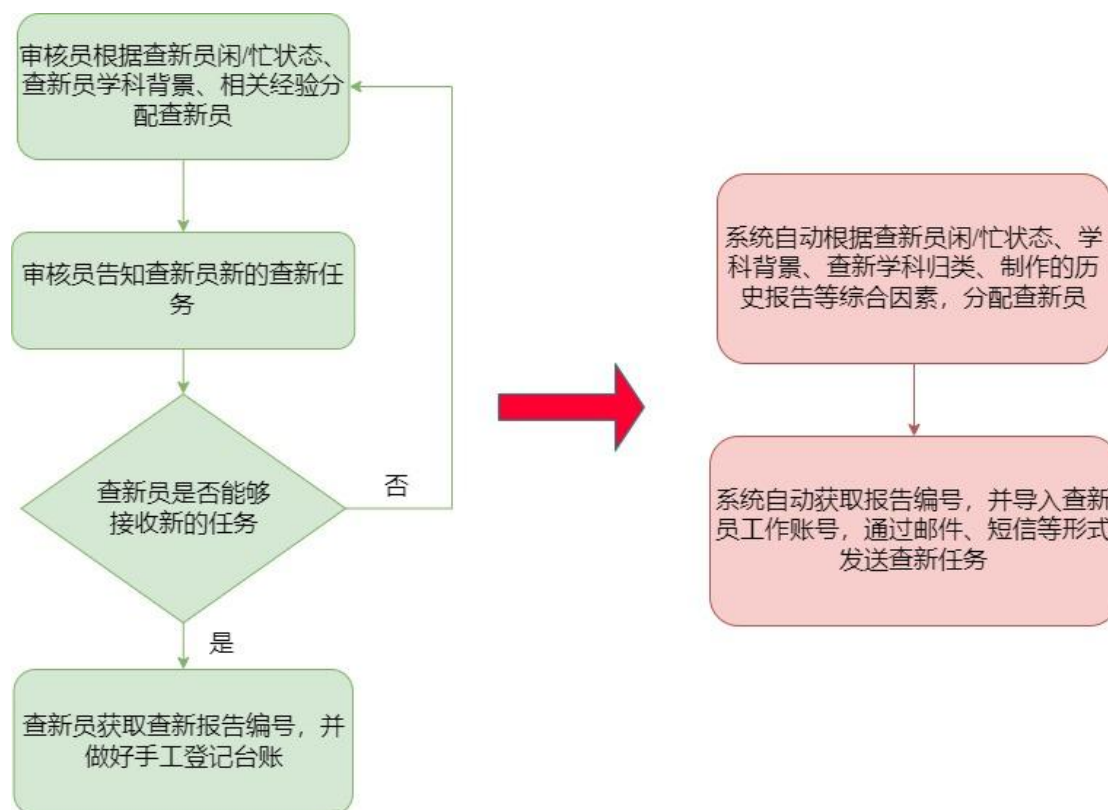 审核员根据查新员闲/忙状态、
查新员学科背景、相关经验分
配查新员
审核员告知查新员新的查新任
务
查新员是否能够
接收新的任务
否
是
查新员获取查新报告编号，并
做好手工登记台账
系统自动根据查新员闲/忙状态、学
科背景、查新学科归类、制作的历
史报告等综合因素，分配查新员
系统自动获取报告编号，并导入查新
员工作账号，通过邮件、短信等形式
发送查新任务